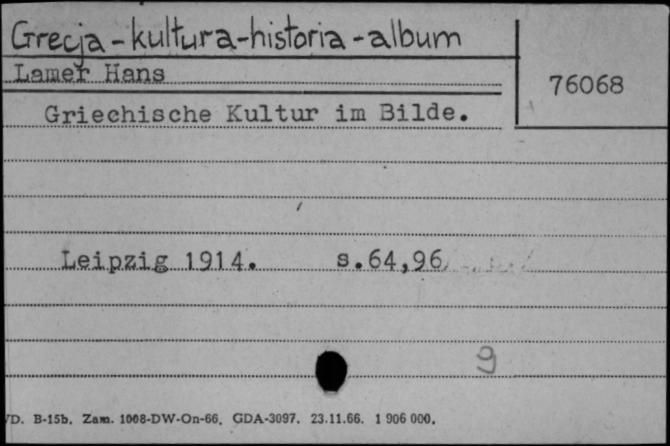 Grecja - kultura - historia - album
Lamer Hans
76068
Griechische Kultur im Bilde.
Leipzig 1914. s.64,96
9
D. B-15b. Zam. 1008-DW-On-66. GDA-3097. 23.11.66. 1 906 000.